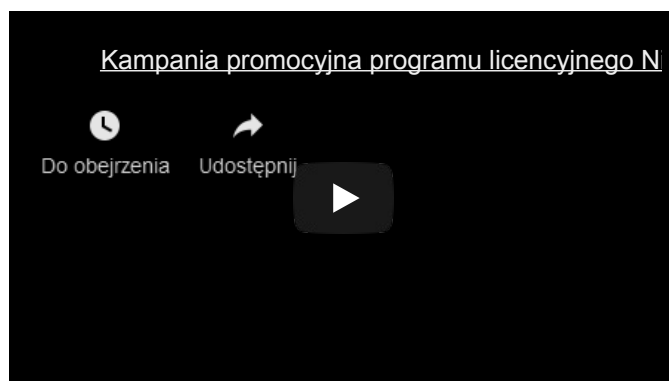 Kampania promocyjna programu licencyjnego
Do obejrzenia
Udostępnij